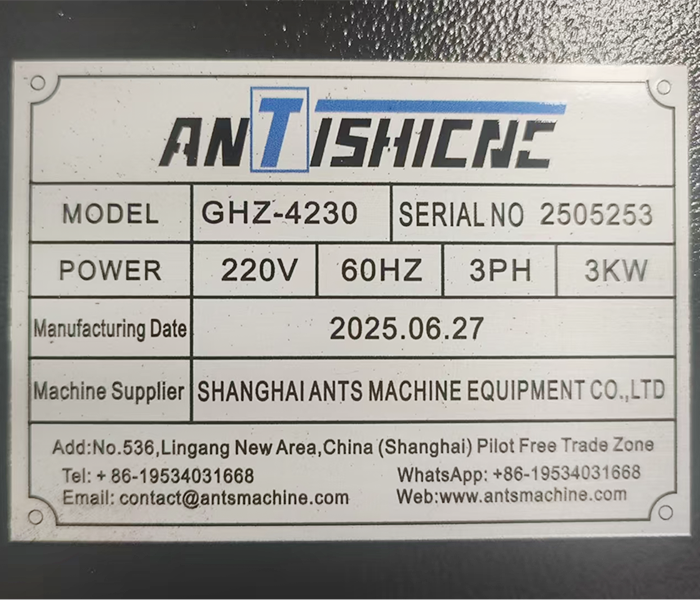 ANTISHICNC
MODEL GHZ-4230 SERIAL NO 2505253
POWER 220V 60HZ 3PH 3KW
Manufacturing Date 2025.06.27
Machine Supplier SHANGHAI ANTS MACHINE EQUIPMENT CO.,LTD
Add:No.536,Lingang New Area,China (Shanghai) Pilot Free Trade Zone
Tel: + 86-19534031668 WhatsApp: +86-19534031668
Email: contact@antsmachine.com Web:www.antsmachine.com